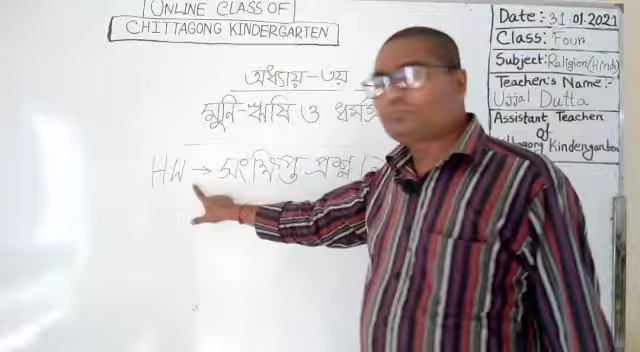 ONLINE CLASS OF
CHITTAGONG KINDERGARTEN
অধ্যায়-৩য়
মুনি-ঋষি ও
HW → সংক্ষিপ্ত প্রশ্ন
Date: 31.01.2021
Class: Four
Subject: Religion(Hindu)
Teacher's Name:-
Ujjal Dutta
Assistant Teacher
of
Kindergarten